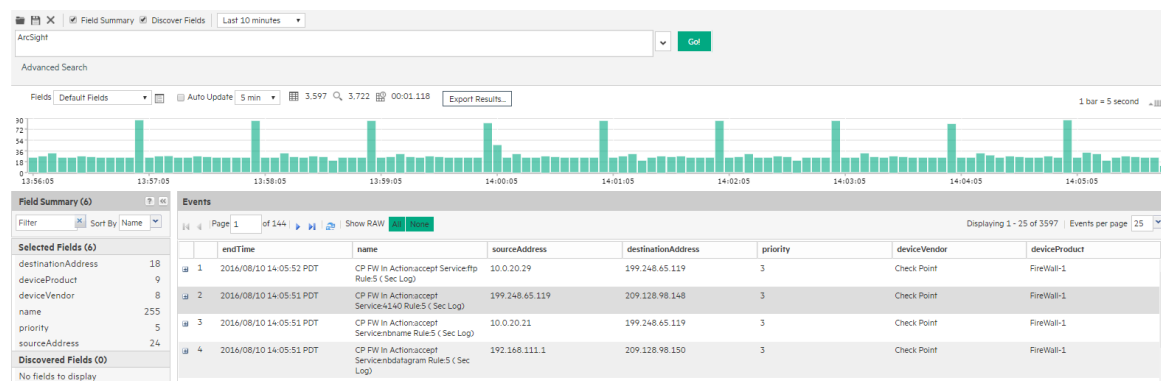 Field Summary Discover Fields Last 10 minutes
ArcSight
Go!
Advanced Search
Fields Default Fields Auto Update 5 min 3,597 3,722 00:01.118 Export Results...
1 bar = 5 second
90
72
54
36
18
0
13:56:05 13:57:05 13:58:05 13:59:05 14:00:05 14:01:05 14:02:05 14:03:05 14:04:05 14:05:05
Field Summary (6) ? «
Filter Sort By Name
Selected Fields (6)
destinationAddress 18
deviceProduct 9
deviceVendor 8
name 255
priority 5
sourceAddress 24
Discovered Fields (0)
No fields to display
Events
Page 1 of 144 Show RAW All None Displaying 1 - 25 of 3597 Events per page 25
endTime name sourceAddress destinationAddress priority deviceVendor deviceProduct
1 2016/08/10 14:05:52 PDT CP FW In Action:accept Service:ftp 10.0.20.29 199.248.65.119 3 Check Point FireWall-1
Rule:5 ( Sec Log)
2 2016/08/10 14:05:51 PDT CP FW In Action:accept 199.248.65.119 209.128.98.148 3 Check Point FireWall-1
Service:4140 Rule:5 ( Sec Log)
3 2016/08/10 14:05:51 PDT CP FW In Action:accept 10.0.20.21 199.248.65.119 3 Check Point FireWall-1
Service:nbname Rule:5 ( Sec Log)
4 2016/08/10 14:05:51 PDT CP FW In Action:accept 192.168.111.1 209.128.98.150 3 Check Point FireWall-1
Service:nbdatagram Rule:5 ( Sec
Log)